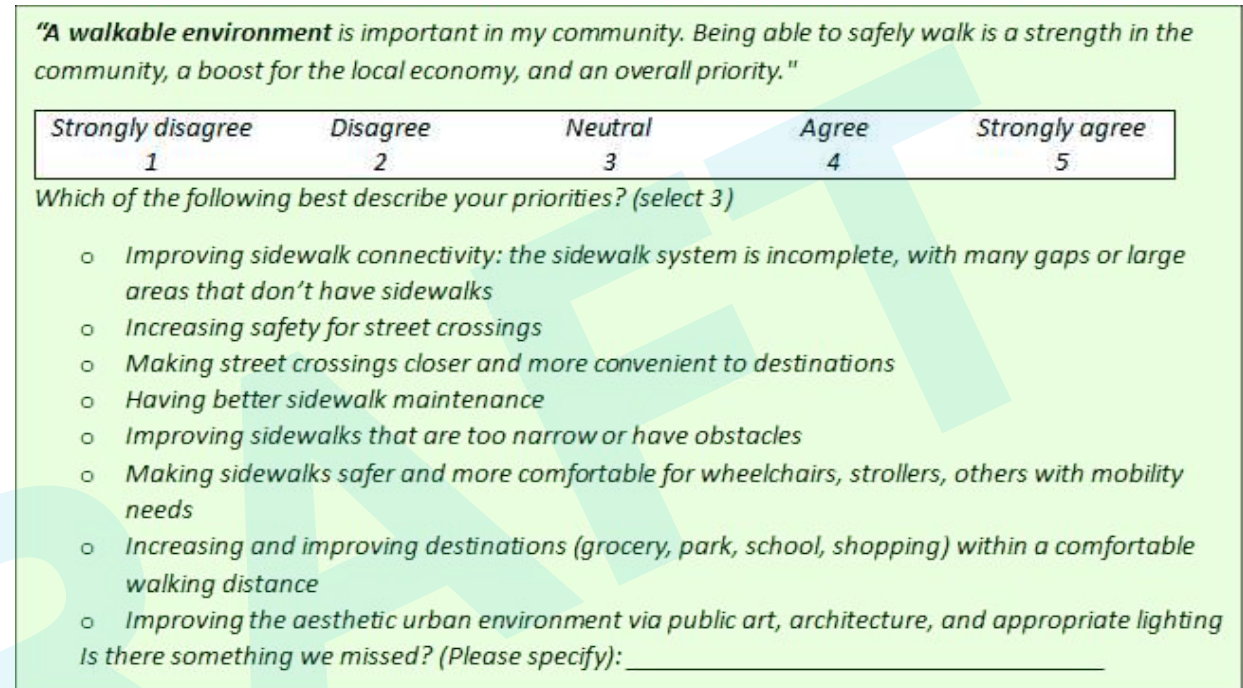 “A walkable environment is important in my community. Being able to safely walk is a strength in the
community, a boost for the local economy, and an overall priority."
Strongly disagree Disagree Neutral Agree Strongly agree
1 2 3 4 5
Which of the following best describe your priorities? (select 3)
o Improving sidewalk connectivity: the sidewalk system is incomplete, with many gaps or large
areas that don’t have sidewalks
o Increasing safety for street crossings
o Making street crossings closer and more convenient to destinations
o Having better sidewalk maintenance
o Improving sidewalks that are too narrow or have obstacles
o Making sidewalks safer and more comfortable for wheelchairs, strollers, others with mobility
needs
o Increasing and improving destinations (grocery, park, school, shopping) within a comfortable
walking distance
o Improving the aesthetic urban environment via public art, architecture, and appropriate lighting
Is there something we missed? (Please specify): ____________________
RAFT